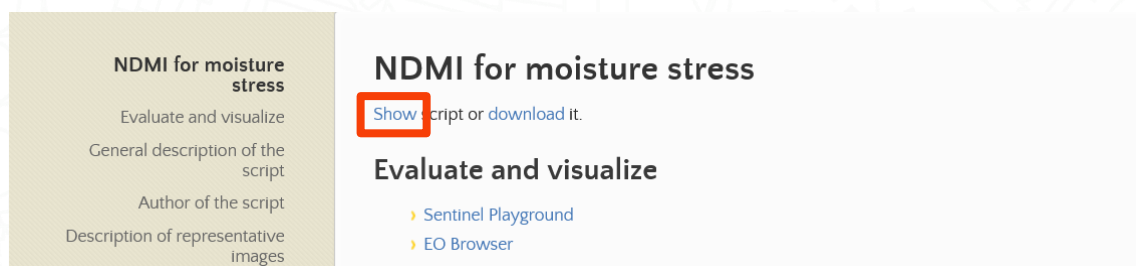 NDMI for moisture
stress
Evaluate and visualize
General description of the
script
Author of the script
Description of representative
images
NDMI for moisture stress
Show script or download it.
Evaluate and visualize
› Sentinel Playground
› EO Browser